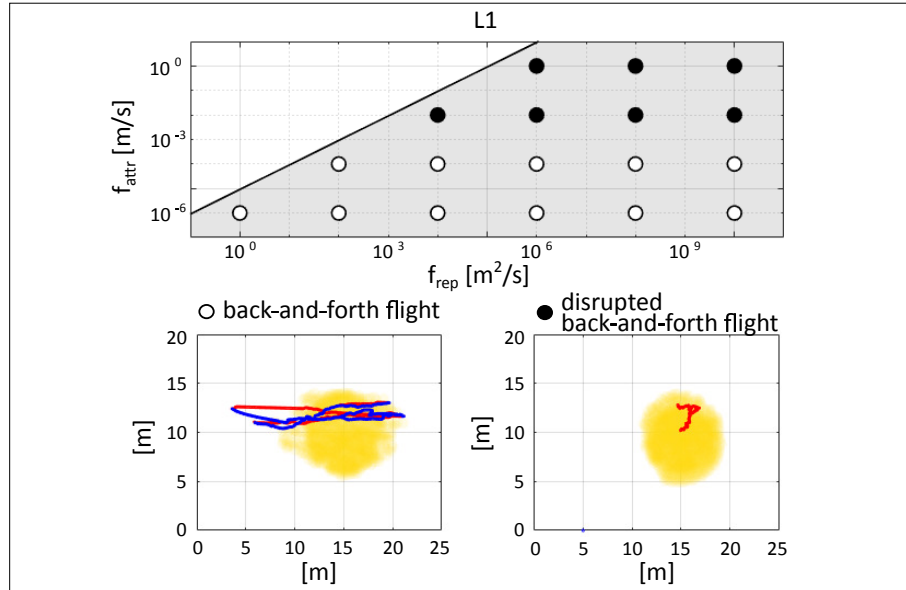 L1
f_attr [m/s]
10^0
10^-3
10^-6
10^0 10^3 10^6 10^9
f_rep [m^2/s]
back-and-forth flight
disrupted
back-and-forth flight
20
15
10
5
0
[m]
0 5 10 15 20 25
[m]
20
15
10
5
0
[m]
0 5 10 15 20 25
[m]